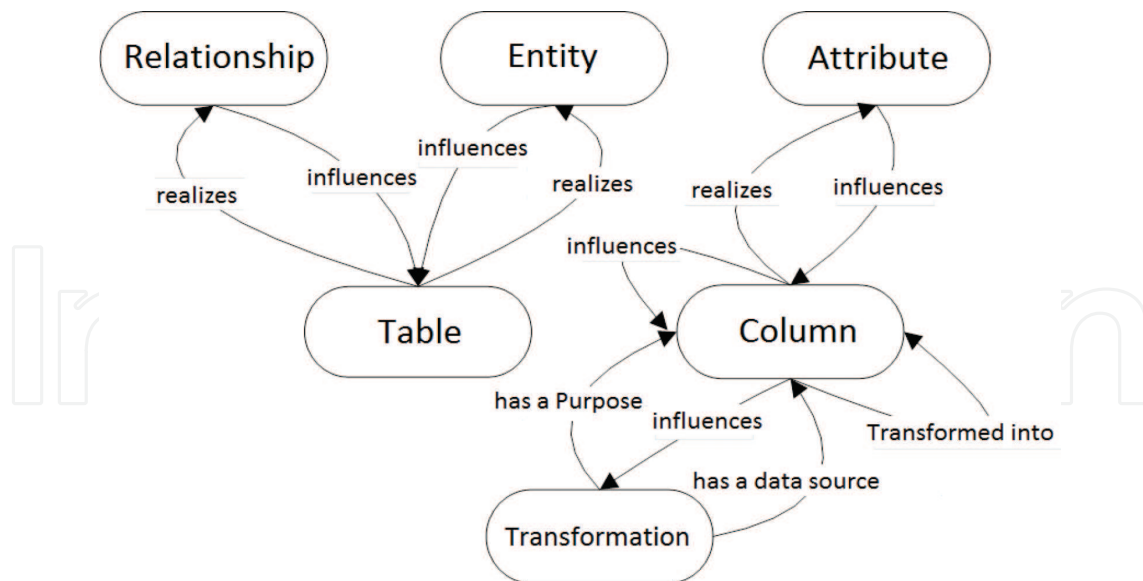 Relationship
Entity
Attribute
influences
realizes
influences
realizes
realizes
influences
influences
Table
Column
has a Purpose
influences
Transformed into
has a data source
Transformation